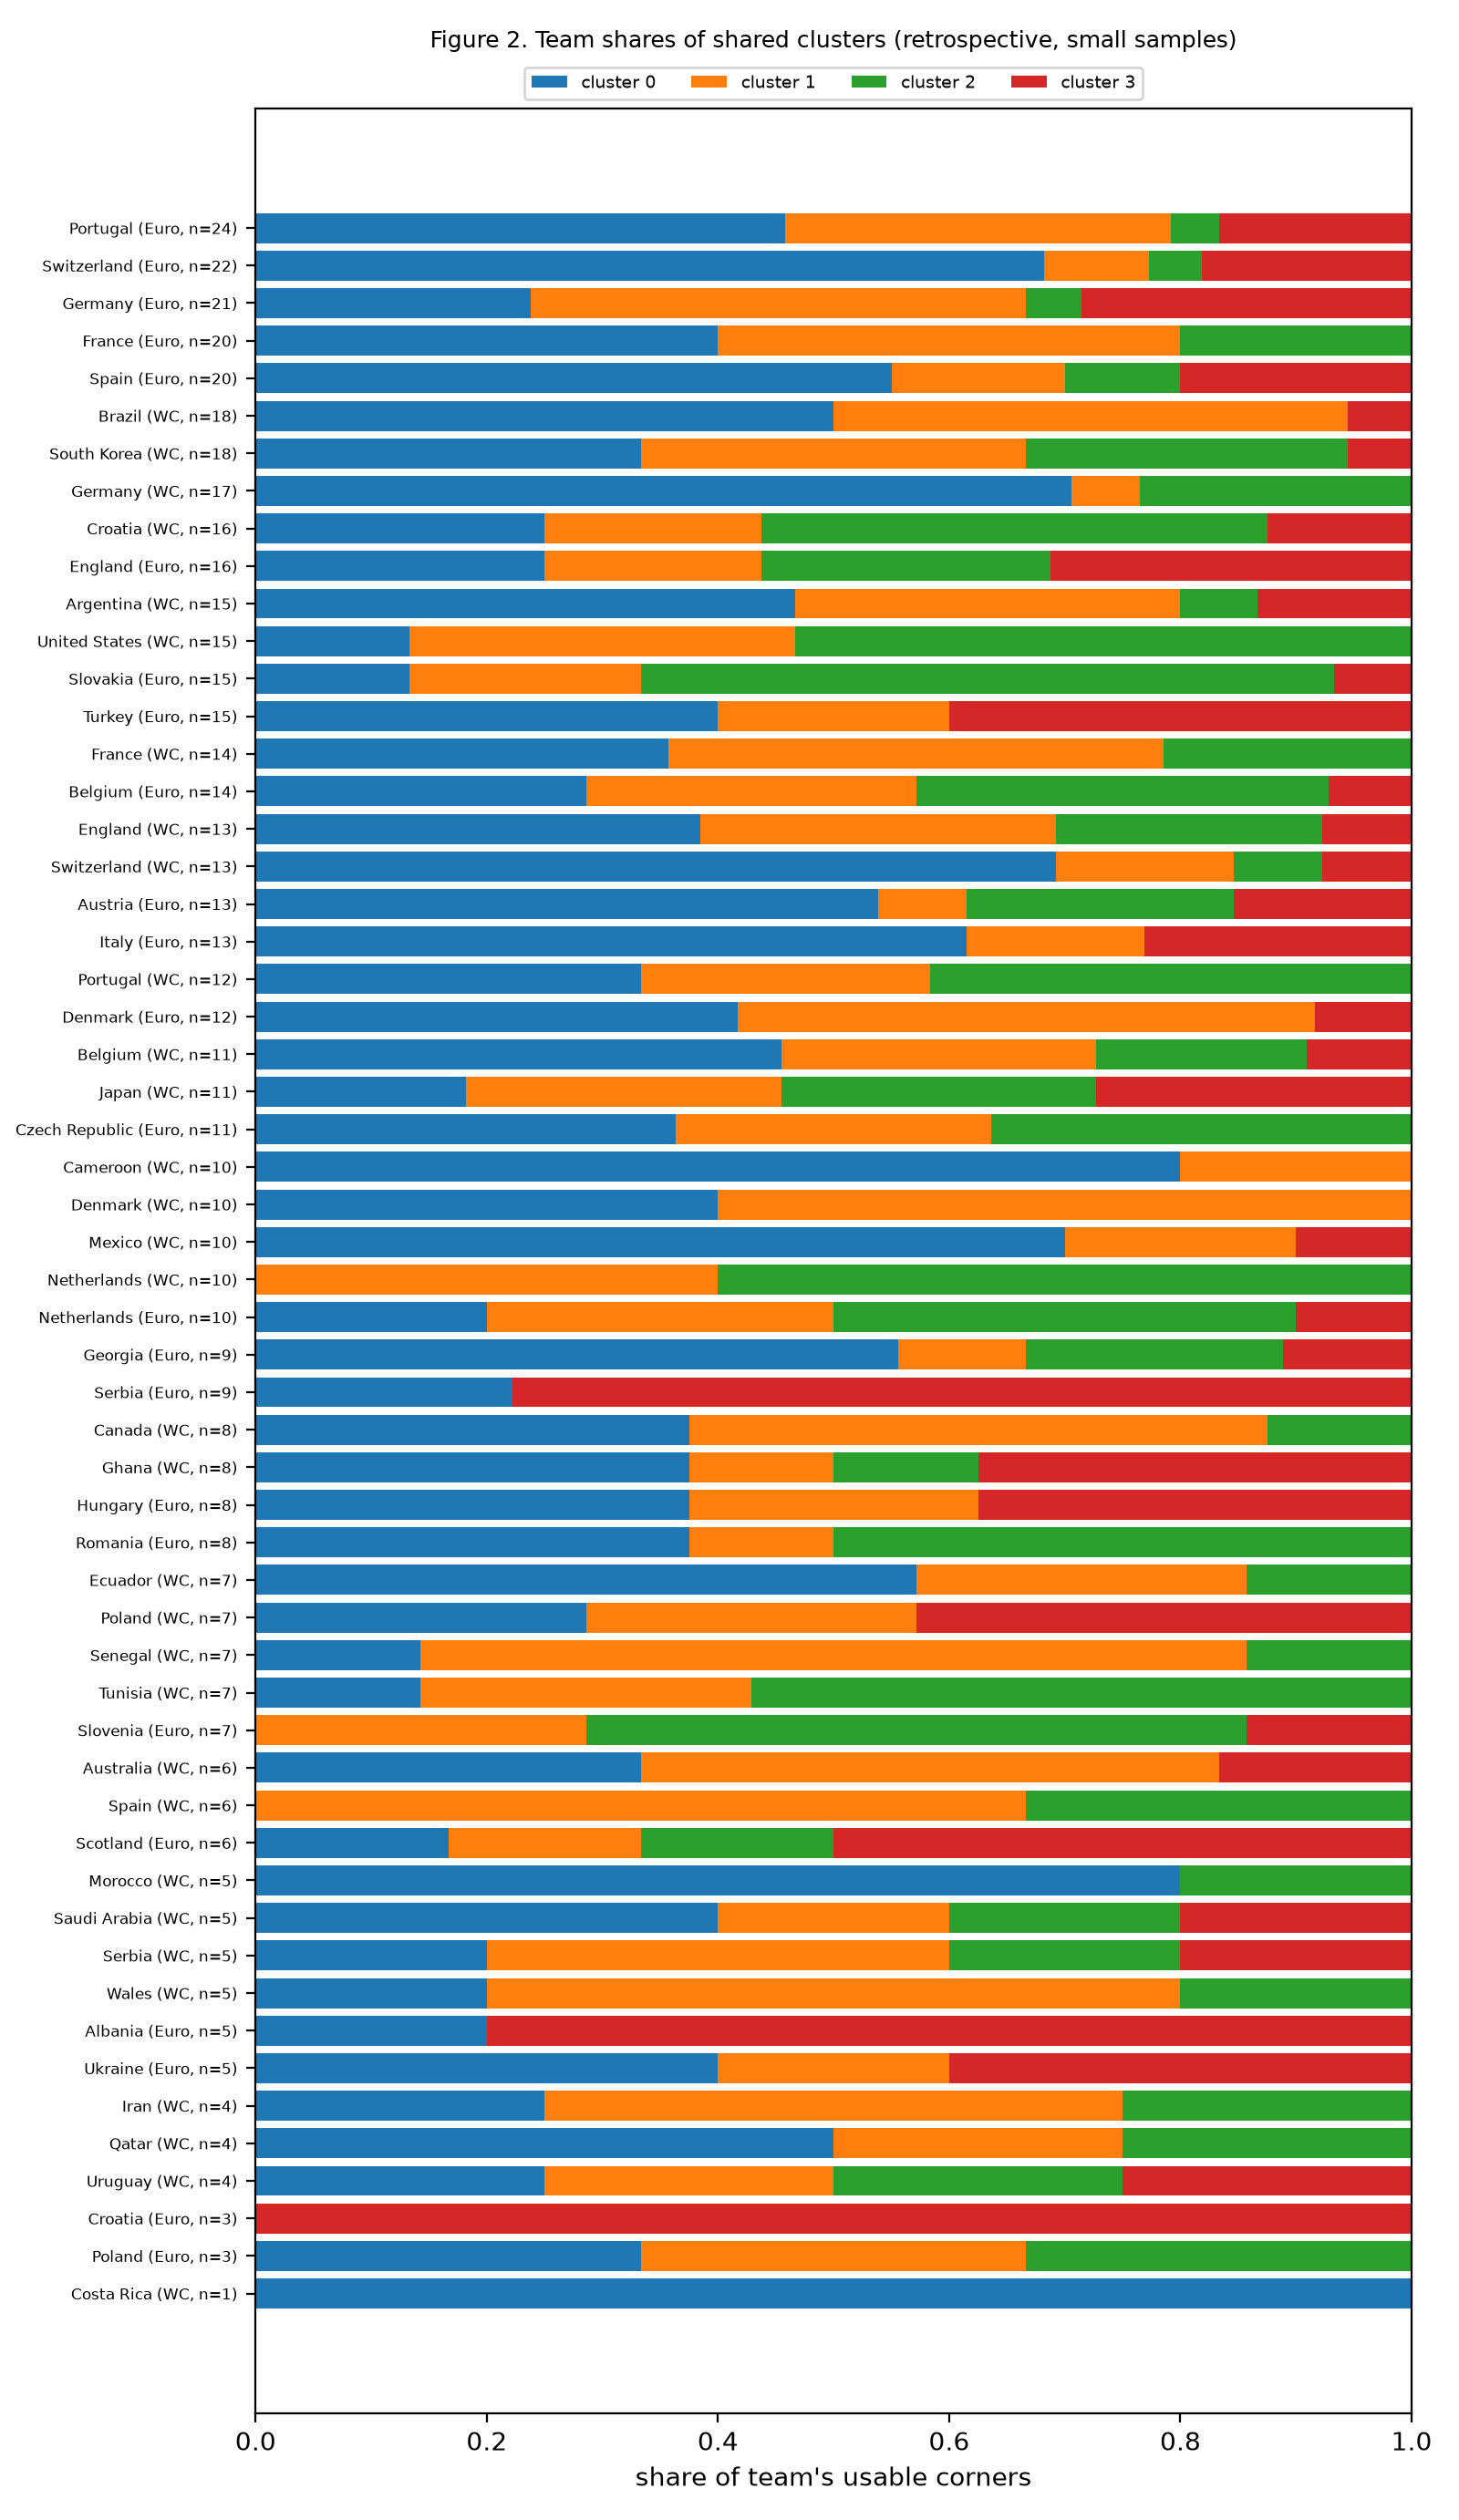 Figure 2. Team shares of shared clusters (retrospective, small samples)
cluster 0 cluster 1 cluster 2 cluster 3
Portugal (Euro, n=24)
Switzerland (Euro, n=22)
Germany (Euro, n=21)
France (Euro, n=20)
Spain (Euro, n=20)
Brazil (WC, n=18)
South Korea (WC, n=18)
Germany (WC, n=17)
Croatia (WC, n=16)
England (Euro, n=16)
Argentina (WC, n=15)
United States (WC, n=15)
Slovakia (Euro, n=15)
Turkey (Euro, n=15)
France (WC, n=14)
Belgium (Euro, n=14)
England (WC, n=13)
Switzerland (WC, n=13)
Austria (Euro, n=13)
Italy (Euro, n=13)
Portugal (WC, n=12)
Denmark (Euro, n=12)
Belgium (WC, n=11)
Japan (WC, n=11)
Czech Republic (Euro, n=11)
Cameroon (WC, n=10)
Denmark (WC, n=10)
Mexico (WC, n=10)
Netherlands (WC, n=10)
Netherlands (Euro, n=10)
Georgia (Euro, n=9)
Serbia (Euro, n=9)
Canada (WC, n=8)
Ghana (WC, n=8)
Hungary (Euro, n=8)
Romania (Euro, n=8)
Ecuador (WC, n=7)
Poland (WC, n=7)
Senegal (WC, n=7)
Tunisia (WC, n=7)
Slovenia (Euro, n=7)
Australia (WC, n=6)
Spain (WC, n=6)
Scotland (Euro, n=6)
Morocco (WC, n=5)
Saudi Arabia (WC, n=5)
Serbia (WC, n=5)
Wales (WC, n=5)
Albania (Euro, n=5)
Ukraine (Euro, n=5)
Iran (WC, n=4)
Qatar (WC, n=4)
Uruguay (WC, n=4)
Croatia (Euro, n=3)
Poland (Euro, n=3)
Costa Rica (WC, n=1)
0.0 0.2 0.4 0.6 0.8 1.0
share of team's usable corners